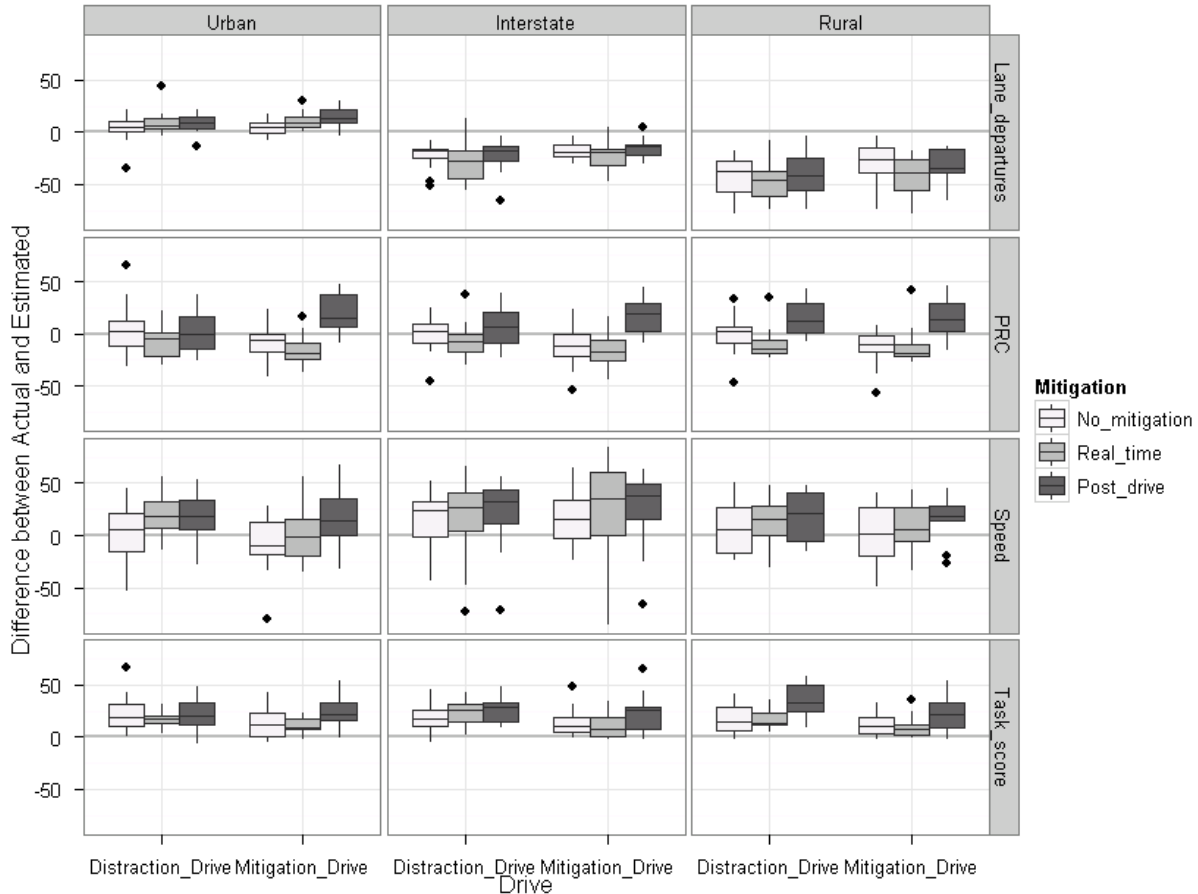 Urban Interstate Rural
Difference between Actual and Estimated
50
0
-50
Lane_departures
50
0
-50
PRC
50
0
-50
Speed
50
0
-50
Task_score
Distraction_Drive Mitigation_Drive Distraction_Drive Mitigation_Drive Distraction_Drive Mitigation_Drive
Drive
Mitigation
No_mitigation
Real_time
Post_drive